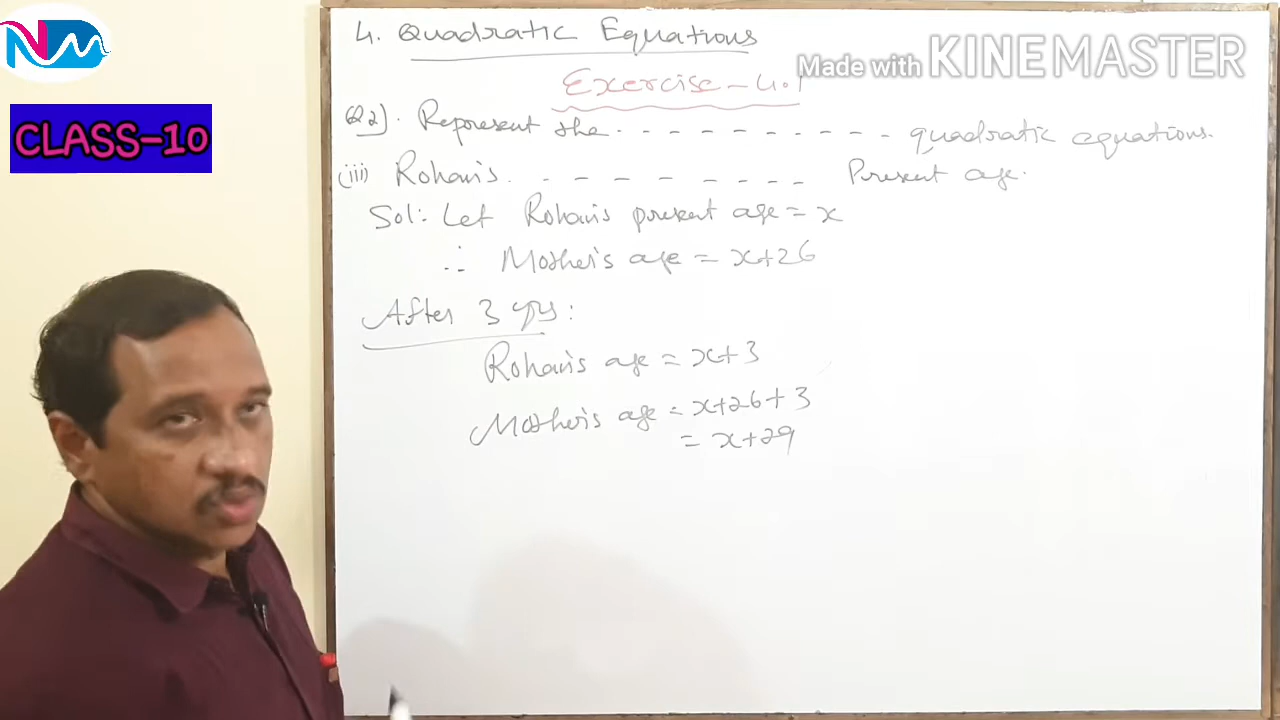 NM
CLASS-10
Made with KINEMASTER
4. Quadratic Equations
Exercise-4.1
Q2]. Represent the - - - - - - - - - - quadratic equations.
(iii) Rohan's. - - - - - - - - Present age.
Sol:- Let Rohan's present age = x
∴ Mother's age = x+26
After 3 yrs:
Rohan's age = x+3
Mother's age = x+26+3
= x+29